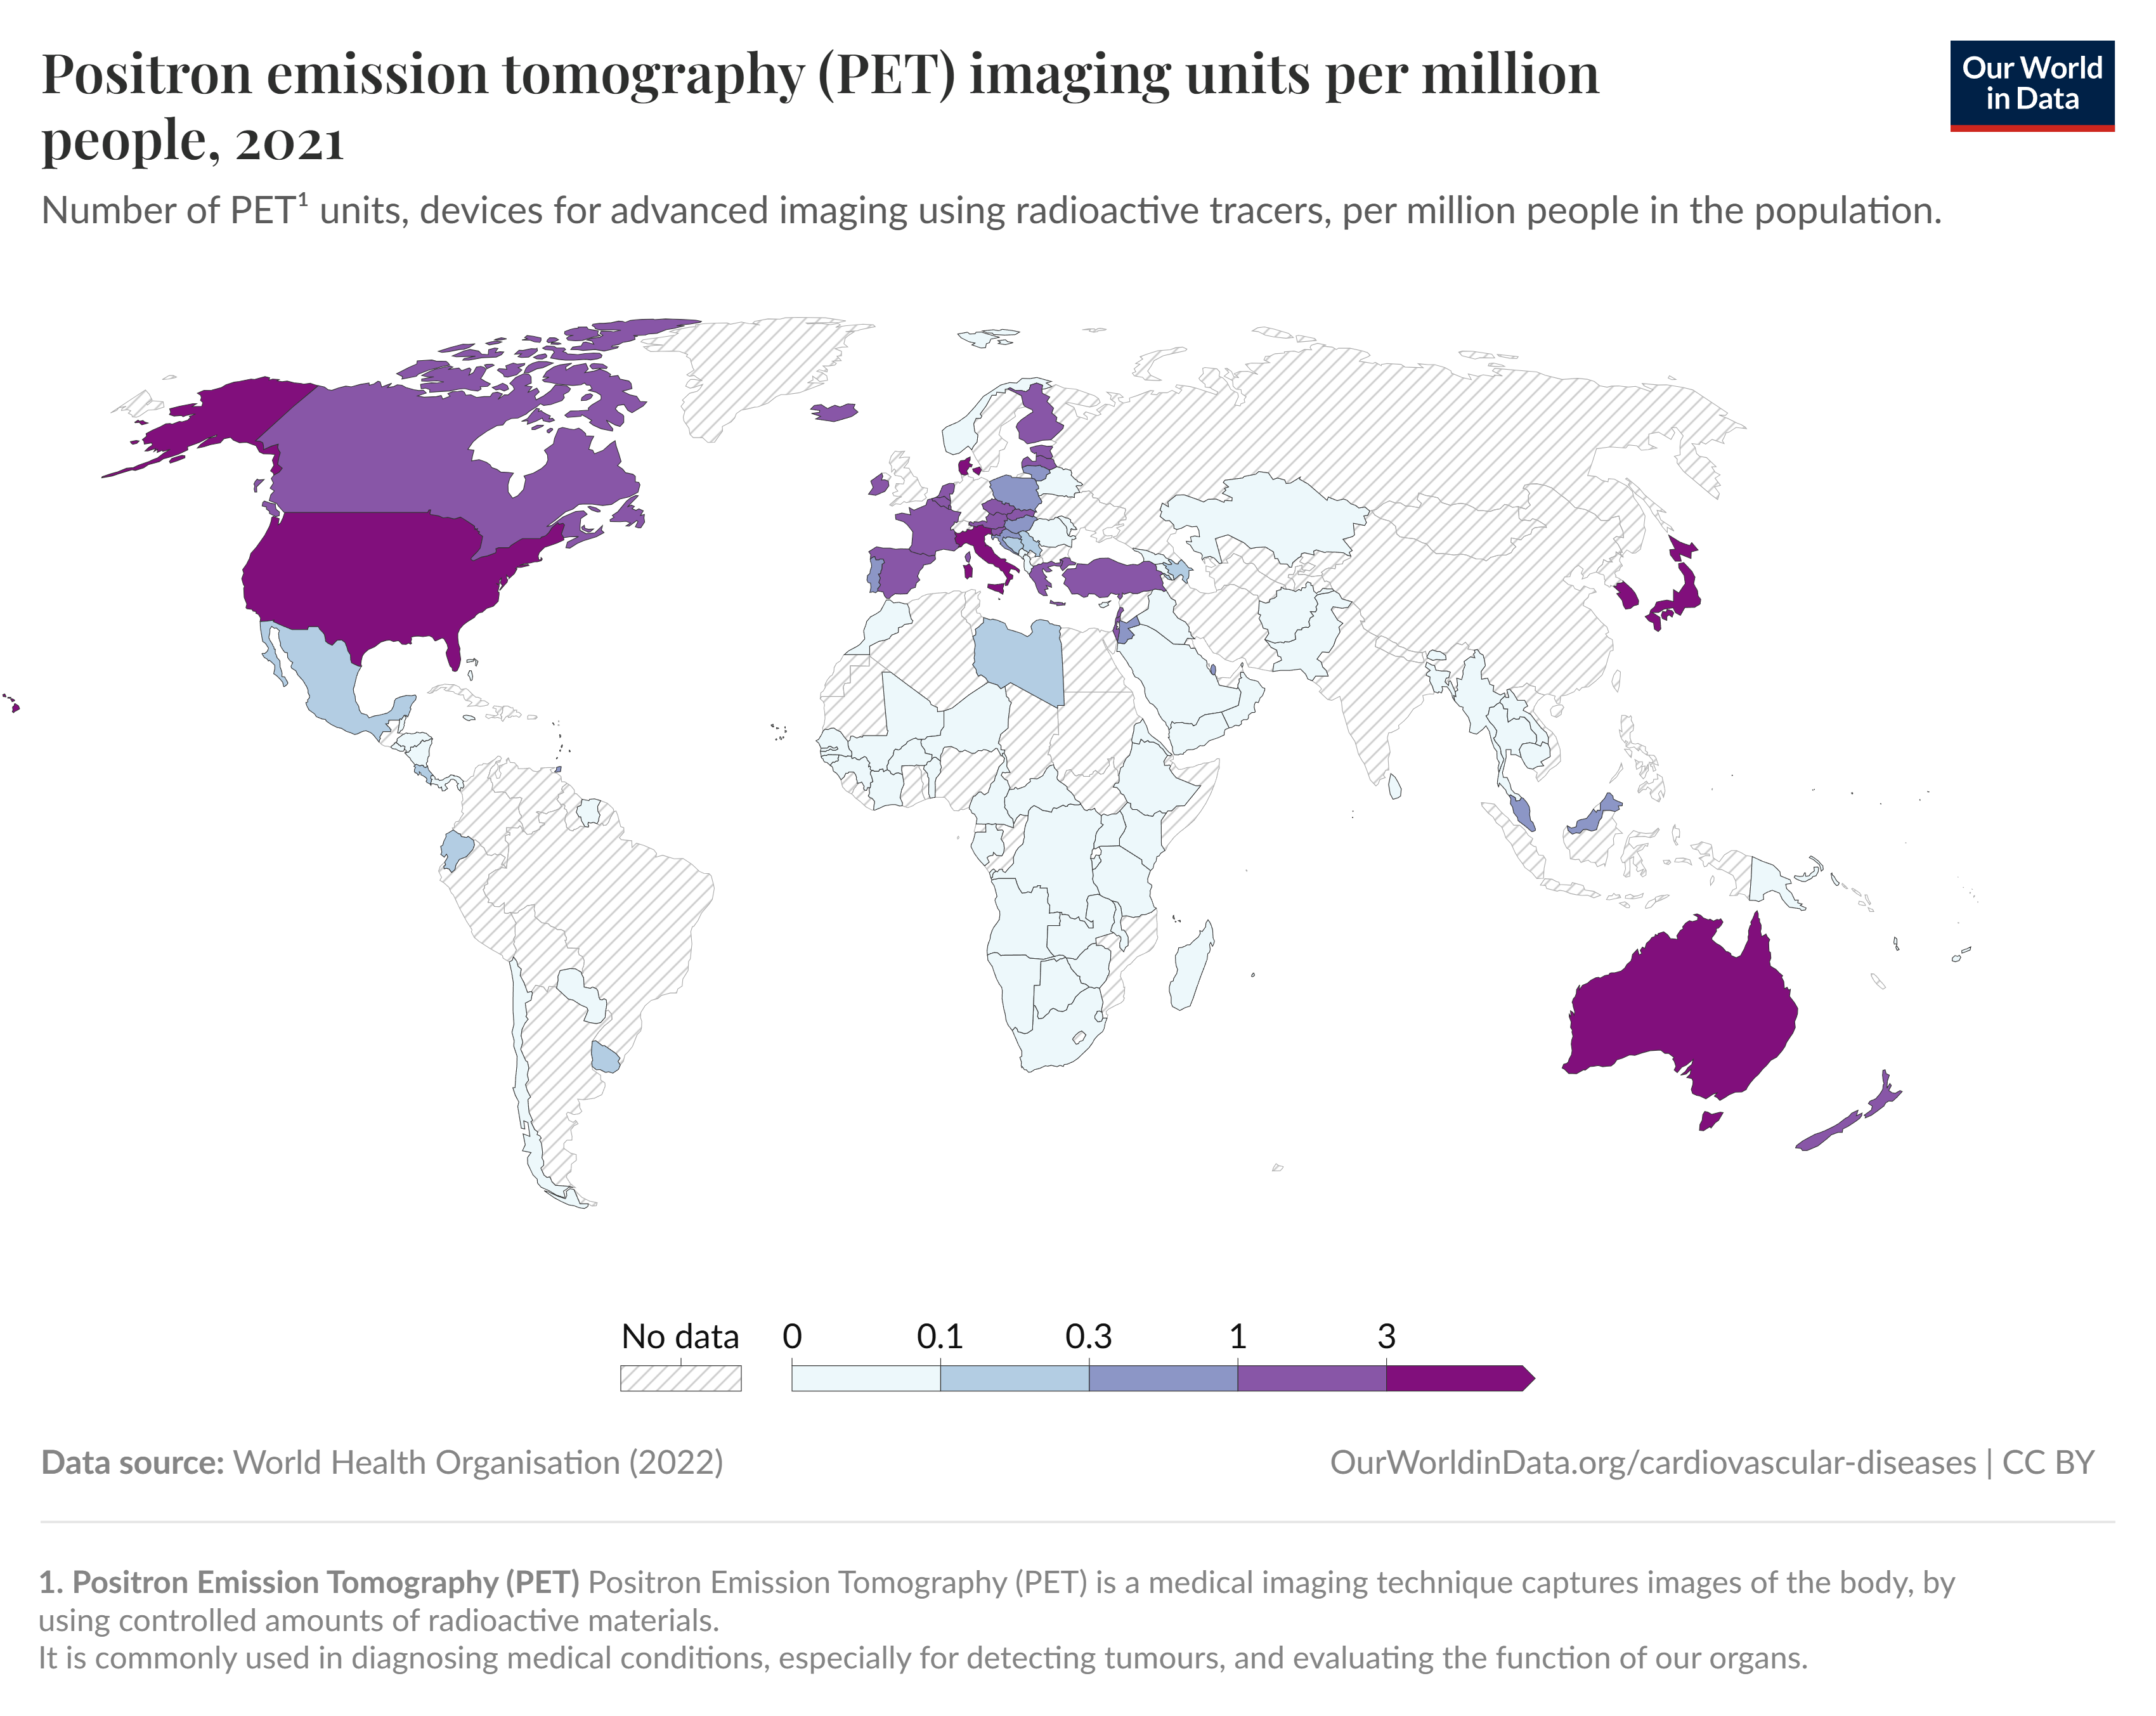 Positron emission tomography (PET) imaging units per million
people, 2021
Our World
in Data
Number of PET¹ units, devices for advanced imaging using radioactive tracers, per million people in the population.
No data
0
0.1
0.3
1
3
Data source: World Health Organisation (2022)
OurWorldinData.org/cardiovascular-diseases | CC BY
1. Positron Emission Tomography (PET) Positron Emission Tomography (PET) is a medical imaging technique captures images of the body, by
using controlled amounts of radioactive materials.
It is commonly used in diagnosing medical conditions, especially for detecting tumours, and evaluating the function of our organs.